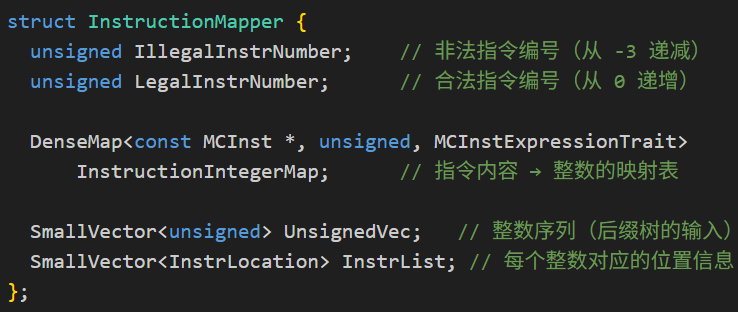 struct InstructionMapper {
unsigned IllegalInstrNumber; // 非法指令编号（从 -3 递减）
unsigned LegalInstrNumber; // 合法指令编号（从 0 递增）
DenseMap<const MCInst *, unsigned, MCInstExpressionTrait>
InstructionIntegerMap; // 指令内容 → 整数的映射表
SmallVector<unsigned> UnsignedVec; // 整数序列（后缀树的输入）
SmallVector<InstrLocation> InstrList; // 每个整数对应的位置信息
};